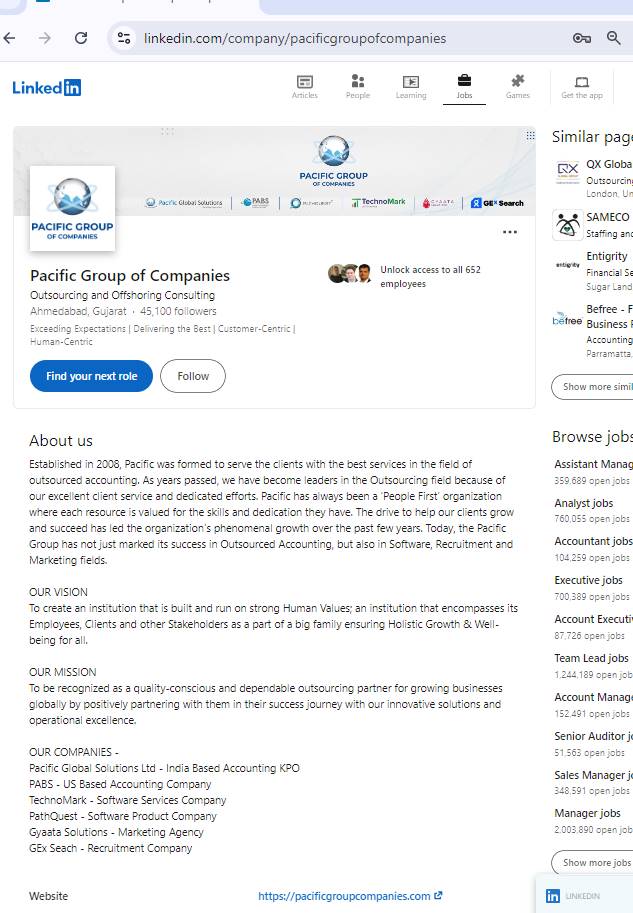 linkedin.com/company/pacificgroupofcompanies
Linked in
Articles
People
Learning
Jobs
Games
Get the app
PACIFIC GROUP
OF COMPANIES
Pacific Global Solutions
PABS
TechnoMark
GYAATA
GEx Search
PACIFIC GROUP
OF COMPANIES
Pacific Group of Companies
Outsourcing and Offshoring Consulting
Ahmedabad, Gujarat · 45,100 followers
Exceeding Expectations | Delivering the Best | Customer-Centric |
Human-Centric
Unlock access to all 652
employees
Find your next role
Follow
About us
Established in 2008, Pacific was formed to serve the clients with the best services in the field of
outsourced accounting. As years passed, we have become leaders in the Outsourcing field because of
our excellent client service and dedicated efforts. Pacific has always been a ‘People First’ organization
where each resource is valued for the skills and dedication they have. The drive to help our clients grow
and succeed has led the organization’s phenomenal growth over the past few years. Today, the Pacific
Group has not just marked its success in Outsourced Accounting, but also in Software, Recruitment and
Marketing fields.
OUR VISION
To create an institution that is built and run on strong Human Values; an institution that encompasses its
Employees, Clients and other Stakeholders as a part of a big family ensuring Holistic Growth & Well-
being for all.
OUR MISSION
To be recognized as a quality-conscious and dependable outsourcing partner for growing businesses
globally by positively partnering with them in their success journey with our innovative solutions and
operational excellence.
OUR COMPANIES -
Pacific Global Solutions Ltd - India Based Accounting KPO
PABS - US Based Accounting Company
TechnoMark - Software Services Company
PathQuest - Software Product Company
Gyaata Solutions - Marketing Agency
GEx Seach - Recruitment Company
Website
https://pacificgroupcompanies.com
Similar page
QX Globa
Outsourcing
London, Un
SAMECO
Staffing and
entigrity
Entigrity
Financial Se
Sugar Land
befree
Befree - F
Business P
Accounting
Parramatta,
Show more simil
Browse jobs
Assistant Manag
359,689 open jobs
Analyst jobs
760,055 open jobs
Accountant jobs
104,259 open jobs
Executive jobs
700,389 open jobs
Account Executiv
87,726 open jobs
Team Lead jobs
1,244,189 open job
Account Manage
152,491 open jobs
Senior Auditor jo
51,563 open jobs
Sales Manager jo
348,591 open jobs
Manager jobs
2,003,890 open job
Show more jobs
in LINKEDIN